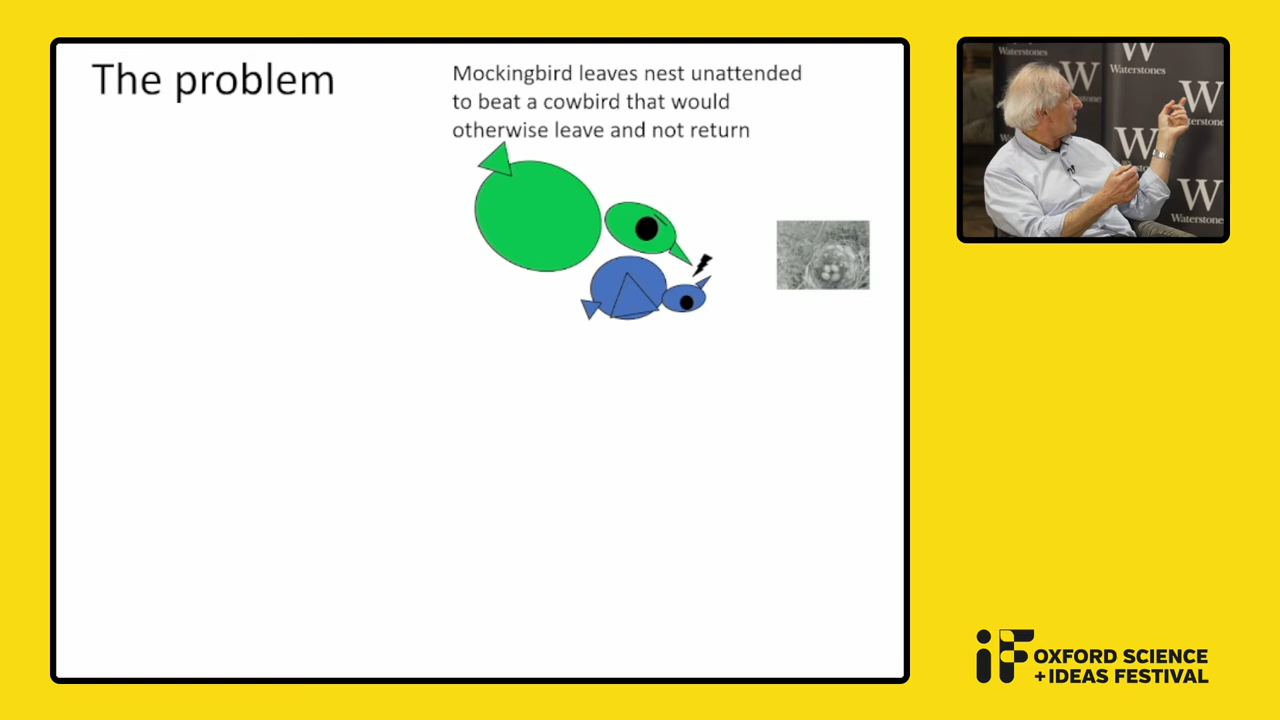 The problem
Mockingbird leaves nest unattended
to beat a cowbird that would
otherwise leave and not return
Waterstones
W
W
Waterstones
W
terstones
W
W
Waterstones
iF OXFORD SCIENCE
+IDEAS FESTIVAL